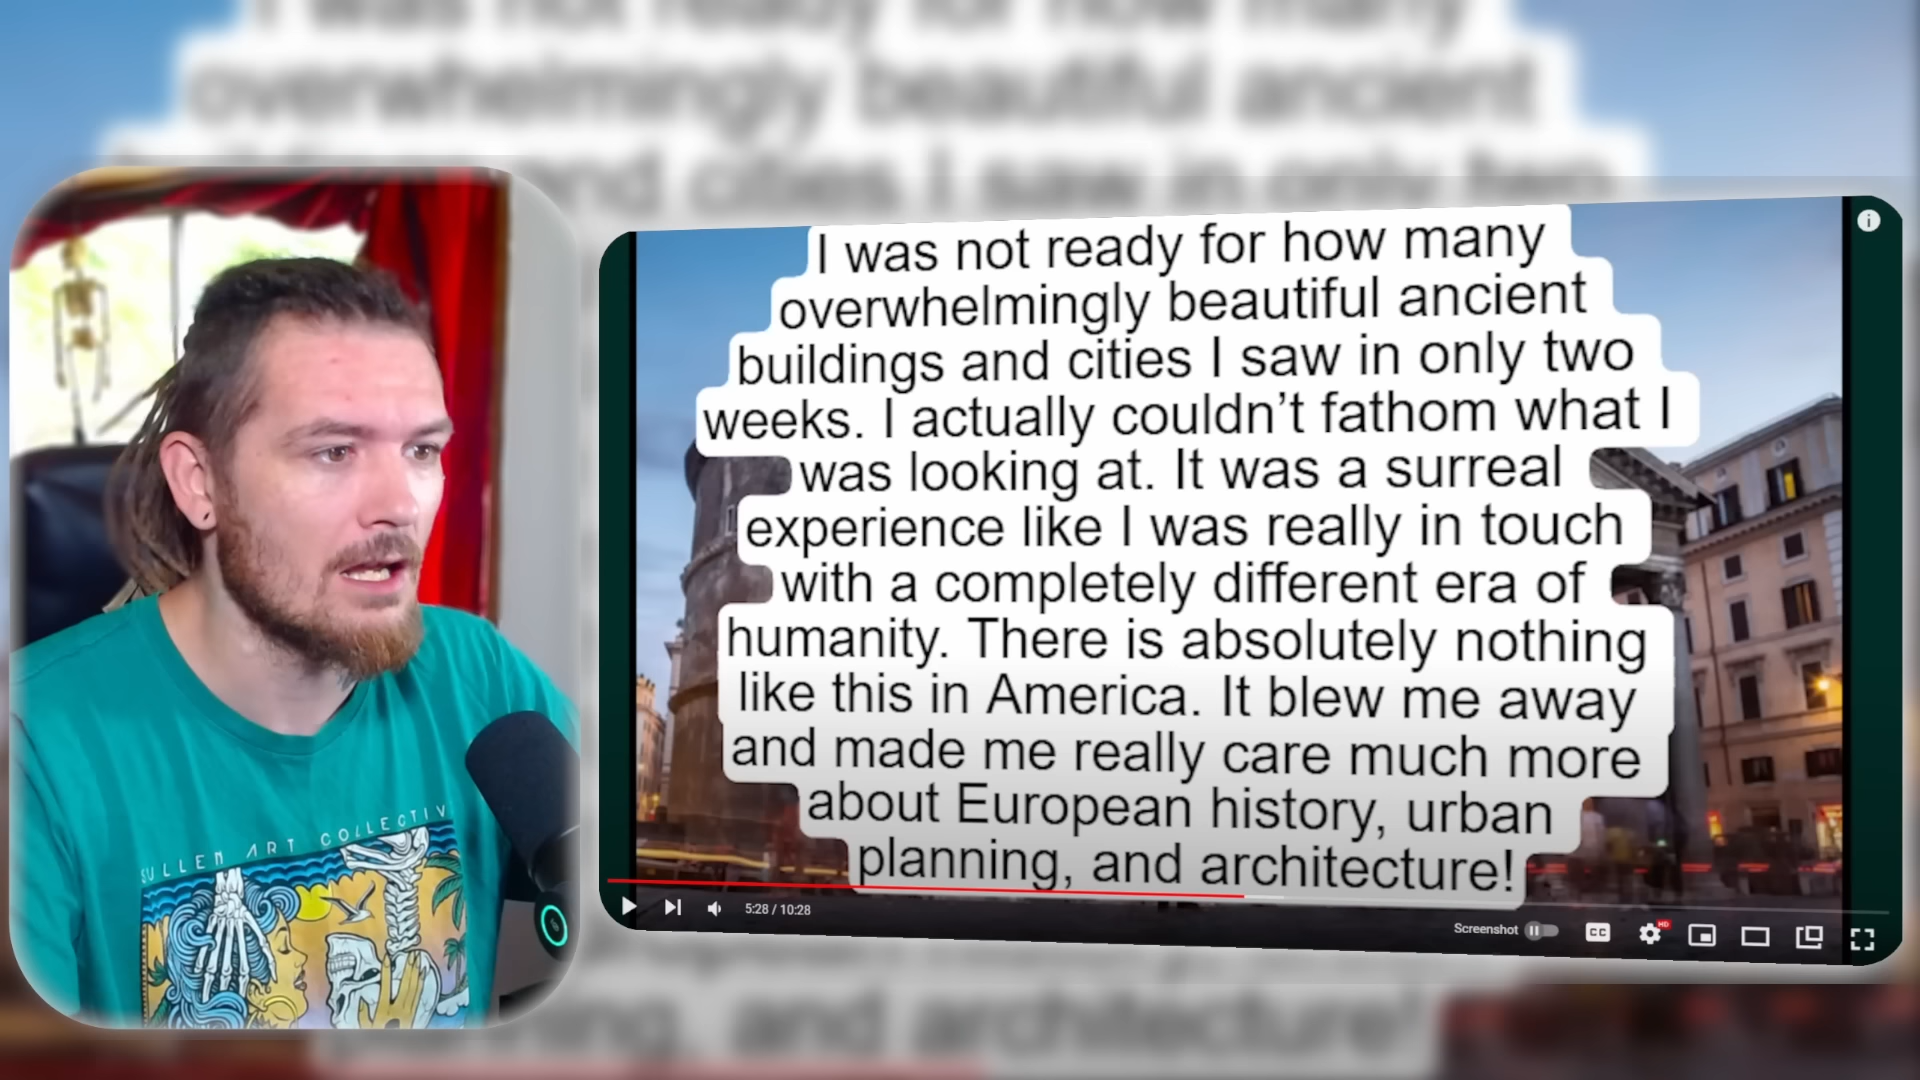 I was not ready for how many
overwhelmingly beautiful ancient
buildings and cities I saw in only two
weeks. I actually couldn't fathom what I
was looking at. It was a surreal
experience like I was really in touch
with a completely different era of
humanity. There is absolutely nothing
like this in America. It blew me away
and made me really care much more
about European history, urban
planning, and architecture!
5:28 / 10:28
Screenshot
CC
HD
SULLEN ART COLLECTIV